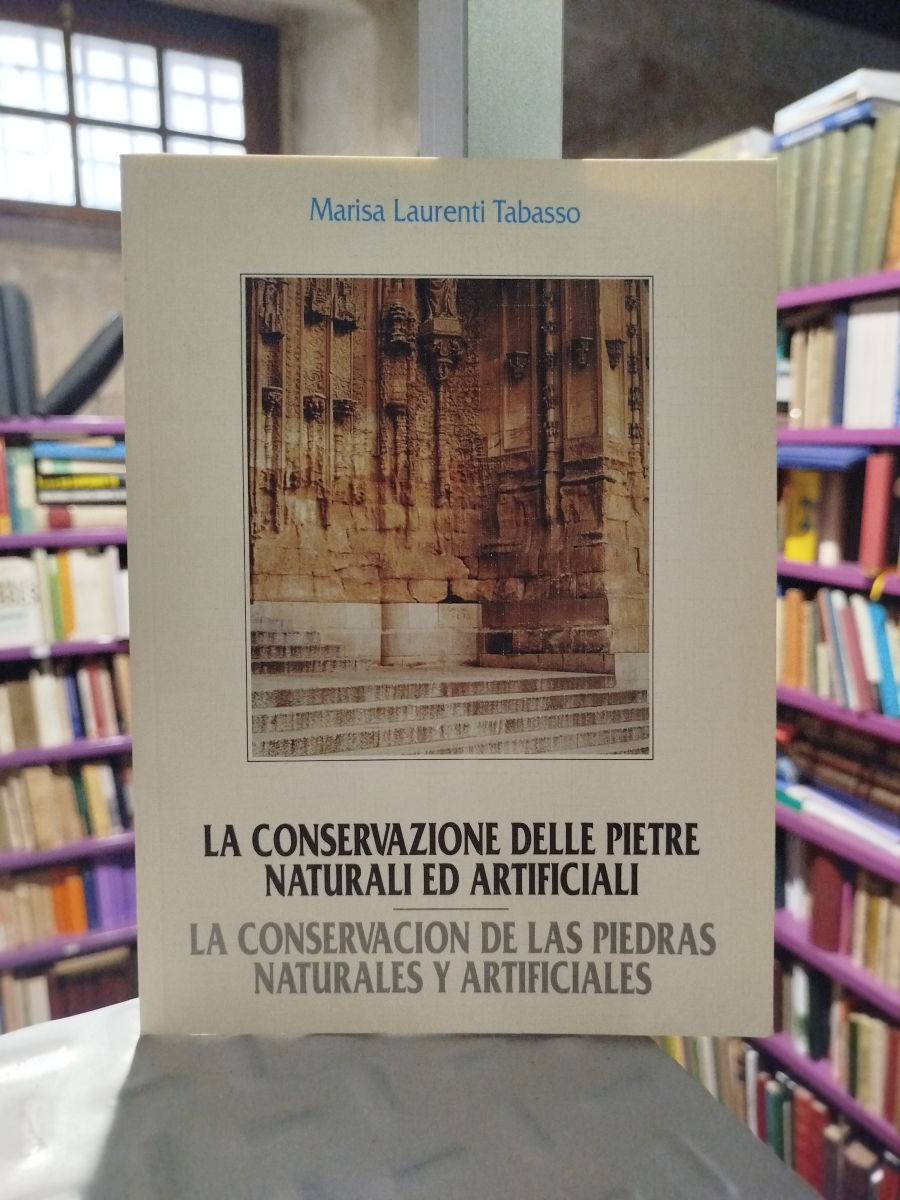 Marisa Laurenti Tabasso
LA CONSERVAZIONE DELLE PIETRE
NATURALI ED ARTIFICIALI
LA CONSERVACION DE LAS PIEDRAS
NATURALES Y ARTIFICIALES